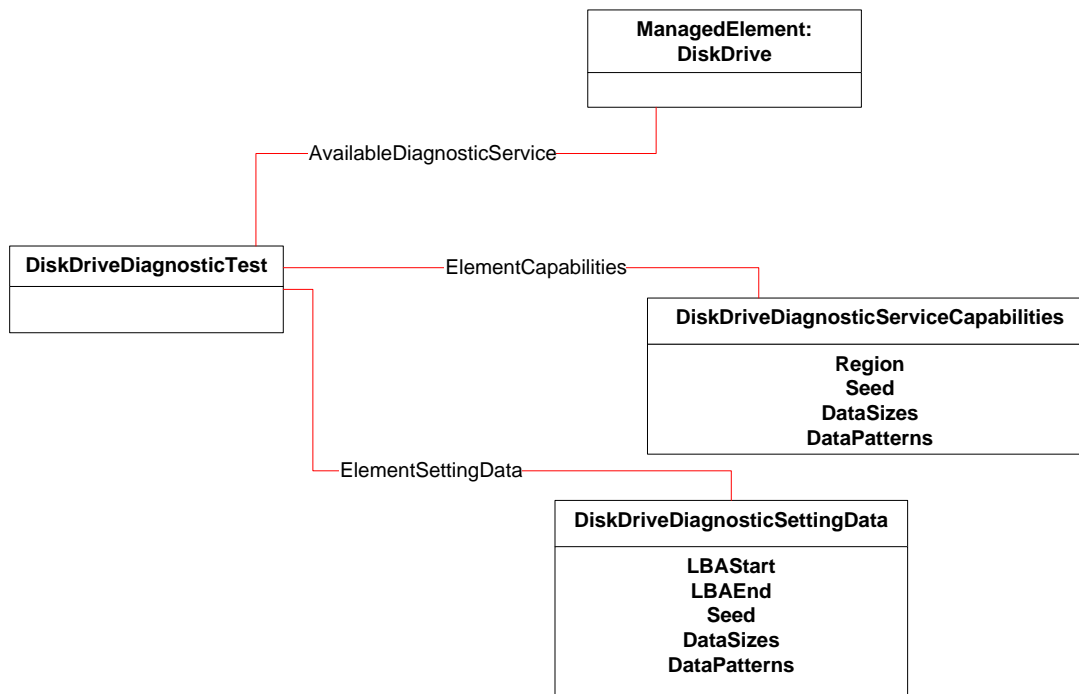 ManagedElement:
DiskDrive
AvailableDiagnosticService
DiskDriveDiagnosticTest
ElementCapabilities
DiskDriveDiagnosticServiceCapabilities
Region
Seed
DataSizes
DataPatterns
ElementSettingData
DiskDriveDiagnosticSettingData
LBAStart
LBAEnd
Seed
DataSizes
DataPatterns